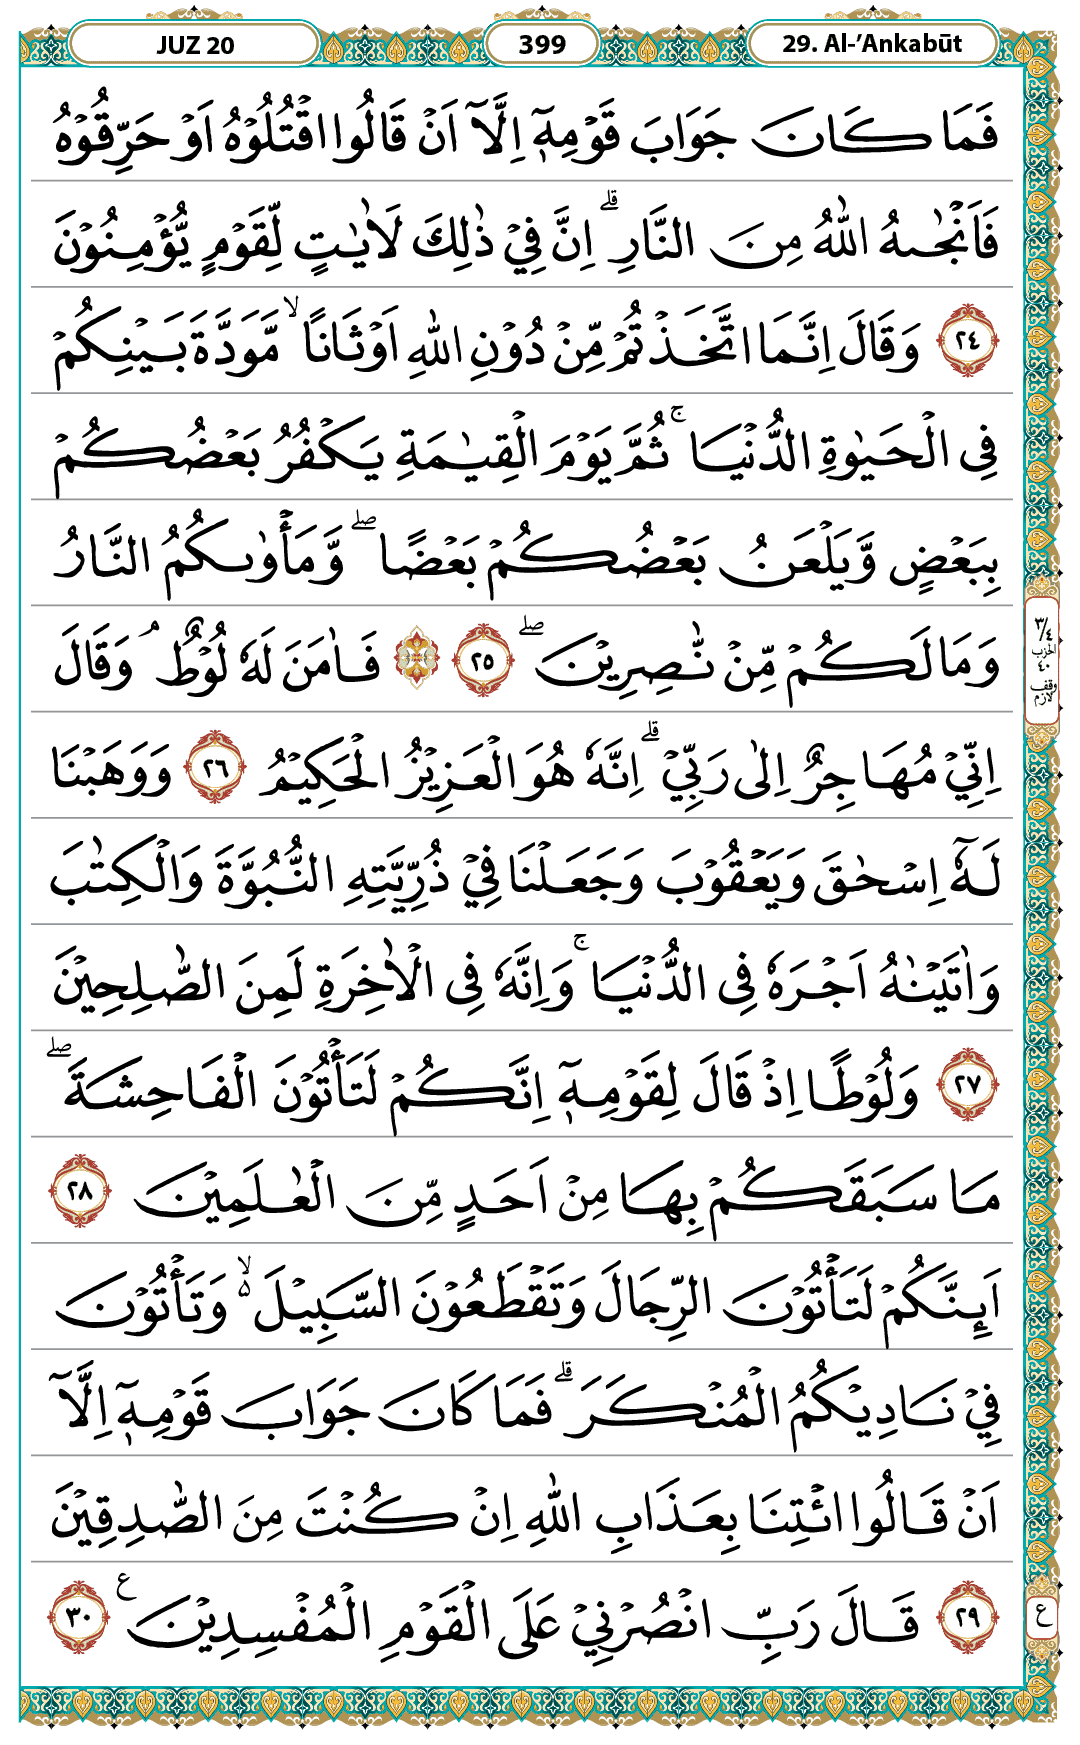 JUZ 20
399
29. Al-’Ankabūt
فَمَا كَانَ جَوَابَ قَوْمِهٖٓ اِلَّآ اَنْ قَالُوا اقْتُلُوْهُ اَوْ حَرِّقُوْهُ
فَاَنْجٰىهُ اللّٰهُ مِنَ النَّارِ ۗاِنَّ فِيْ ذٰلِكَ لَاٰيٰتٍ لِّقَوْمٍ يُّؤْمِنُوْنَ
٢٤ وَقَالَ اِنَّمَا اتَّخَذْتُمْ مِّنْ دُوْنِ اللّٰهِ اَوْثَانًا ۙمَّوَدَّةَ بَيْنِكُمْ
فِى الْحَيٰوةِ الدُّنْيَا ۚثُمَّ يَوْمَ الْقِيٰمَةِ يَكْفُرُ بَعْضُكُمْ
بِبَعْضٍ وَّيَلْعَنُ بَعْضُكُمْ بَعْضًا ۖوَّمَأْوٰىكُمُ النَّارُ
وَمَا لَكُمْ مِّنْ نّٰصِرِيْنَ ۖ ٢٥ ۞ فَاٰمَنَ لَهٗ لُوْطٌۘ وَقَالَ
اِنِّيْ مُهَاجِرٌ اِلٰى رَبِّيْ ۗاِنَّهٗ هُوَ الْعَزِيْزُ الْحَكِيْمُ ٢٦ وَوَهَبْنَا
لَهٗٓ اِسْحٰقَ وَيَعْقُوْبَ وَجَعَلْنَا فِيْ ذُرِّيَّتِهِ النُّبُوَّةَ وَالْكِتٰبَ
وَاٰتَيْنٰهُ اَجْرَهٗ فِى الدُّنْيَا ۚوَاِنَّهٗ فِى الْاٰخِرَةِ لَمِنَ الصّٰلِحِيْنَ
٢٧ وَلُوْطًا اِذْ قَالَ لِقَوْمِهٖٓ اِنَّكُمْ لَتَأْتُوْنَ الْفَاحِشَةَ ۖ
مَا سَبَقَكُمْ بِهَا مِنْ اَحَدٍ مِّنَ الْعٰلَمِيْنَ ٢٨
اَىِٕنَّكُمْ لَتَأْتُوْنَ الرِّجَالَ وَتَقْطَعُوْنَ السَّبِيْلَ ەۙ وَتَأْتُوْنَ
فِيْ نَادِيْكُمُ الْمُنْكَرَ ۗفَمَا كَانَ جَوَابَ قَوْمِهٖٓ اِلَّآ
اَنْ قَالُوا ائْتِنَا بِعَذَابِ اللّٰهِ اِنْ كُنْتَ مِنَ الصّٰدِقِيْنَ
٢٩ قَالَ رَبِّ انْصُرْنِيْ عَلَى الْقَوْمِ الْمُفْسِدِيْنَ ࣖ ٣٠
٣/٤
الحزب
٤٠
وقف
لازم
ع